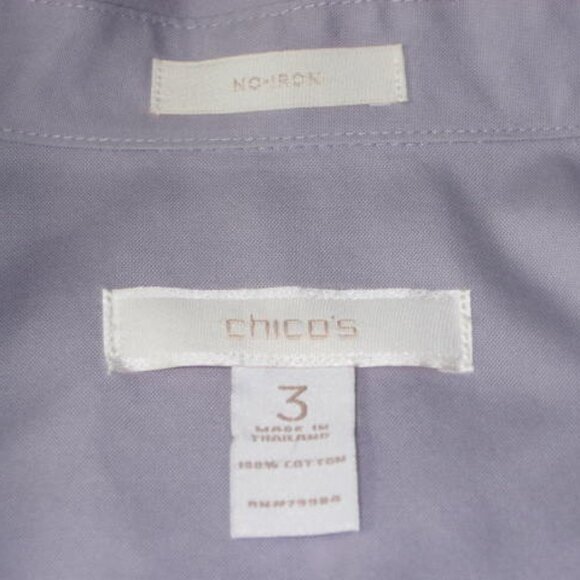 NO-IRON
chico's
3
MADE IN
THAILAND
100% COTTON